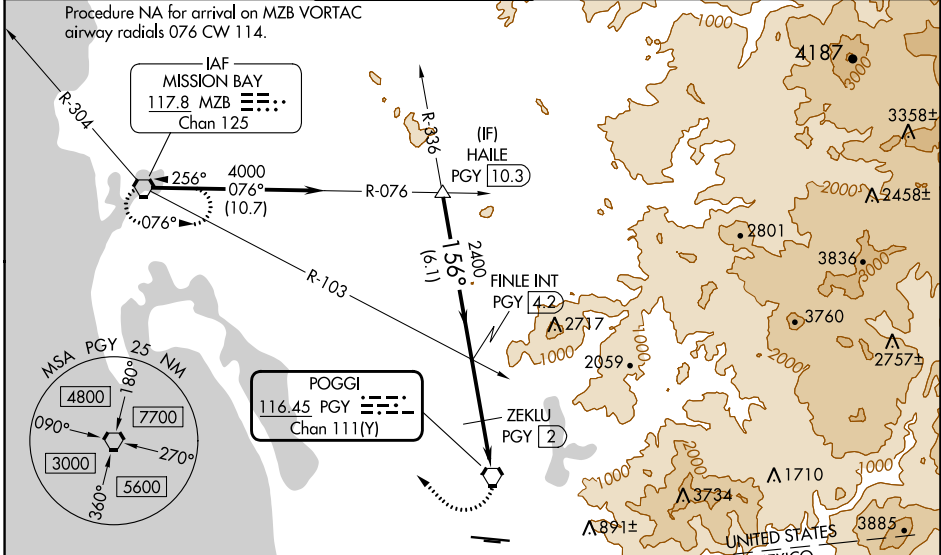 Procedure NA for arrival on MZB VORTAC
airway radials 076 CW 114.
IAF
MISSION BAY
117.8 MZB
Chan 125
R-304
256°
076°
4000
076°
(10.7)
R-076
R-336
(IF)
HAILE
PGY 10.3
2400
156°
(6.1)
R-103
FINLE INT
PGY 4.2
POGGI
116.45 PGY
Chan 111(Y)
ZEKLU
PGY 2
MSA PGY 25 NM
180°
4800
7700
090°
270°
3000
5600
360°
1000
4187
3000
3358±
2000
2458±
2801
3836
3000
3760
2717
1000
2059
1000
2000
2757±
2000
1710
1000
3734
891±
3885
UNITED STATES